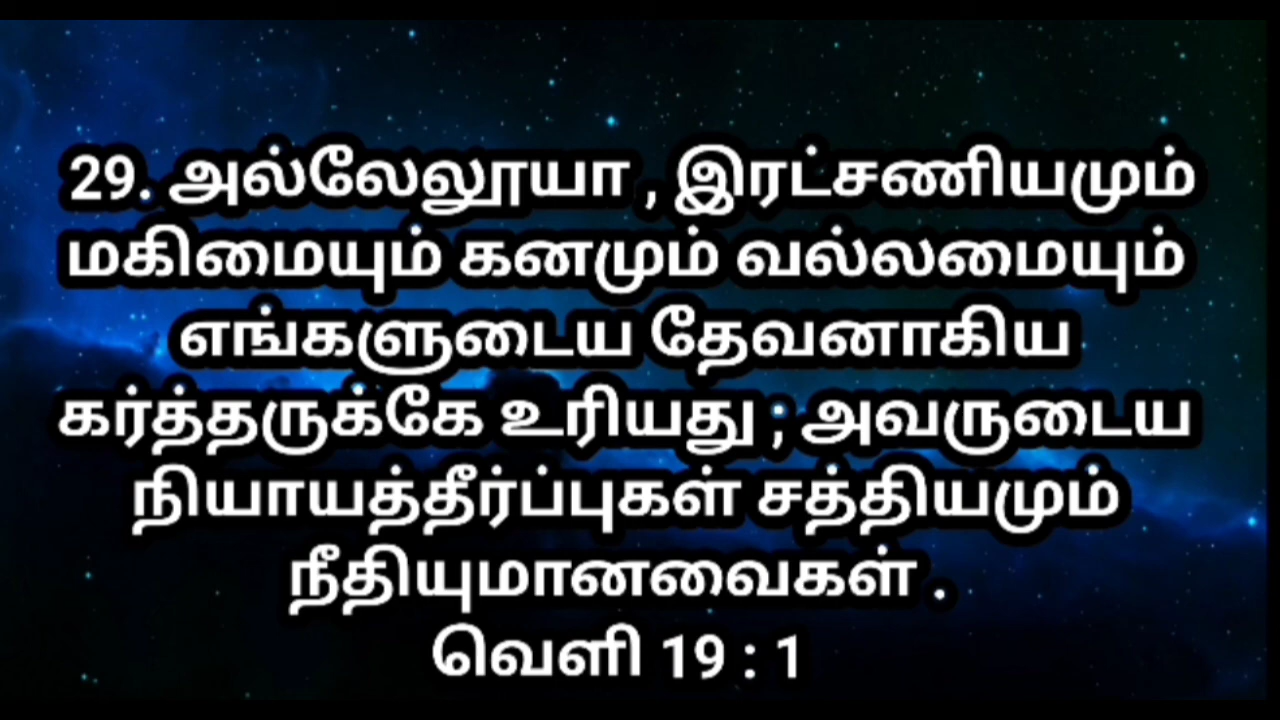 29. அல்லேலூயா , இரட்சணியமும்
மகிமையும் கனமும் வல்லமையும்
எங்களுடைய தேவனாகிய
கர்த்தருக்கே உரியது ; அவருடைய
நியாயத்தீர்ப்புகள் சத்தியமும்
நீதியுமானவைகள் .
வெளி 19 : 1